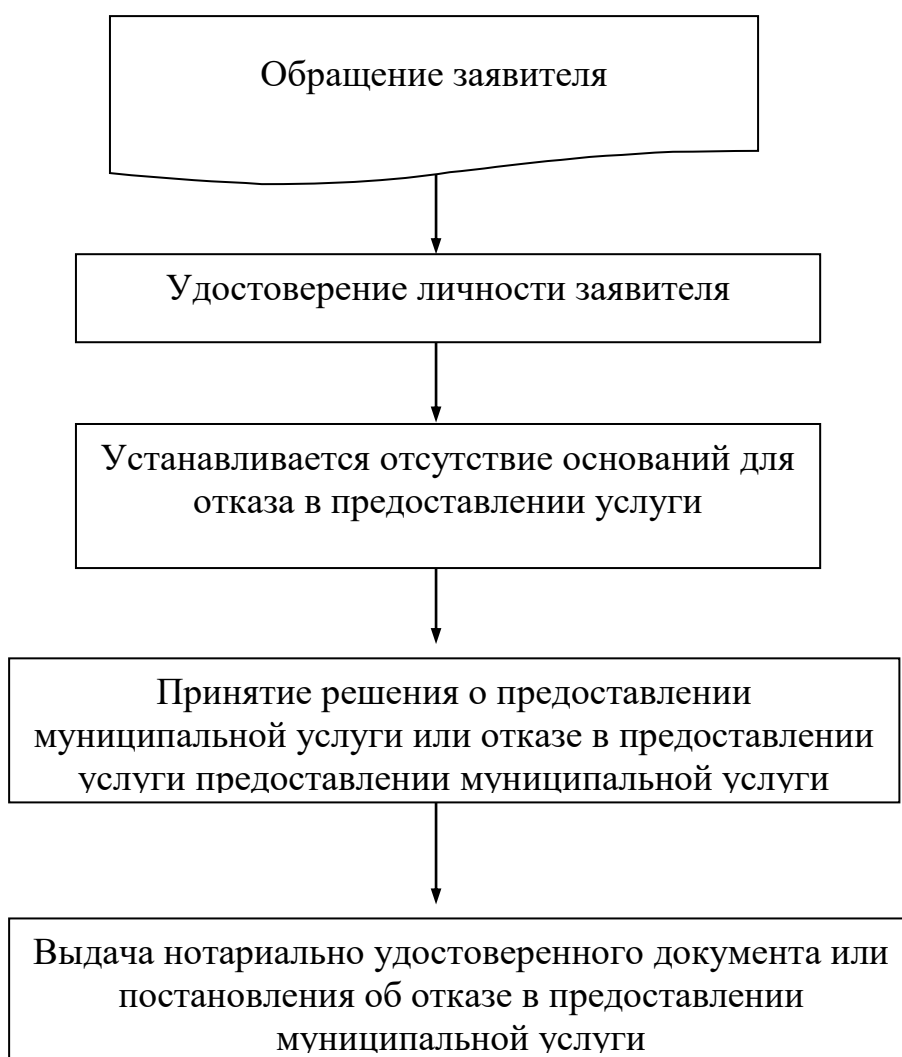 Обращение заявителя
Удостоверение личности заявителя
Устанавливается отсутствие оснований для
отказа в предоставлении услуги
Принятие решения о предоставлении
муниципальной услуги или отказе в предоставлении
услуги предоставлении муниципальной услуги
Выдача нотариально удостоверенного документа или
постановления об отказе в предоставлении
муниципальной услуги